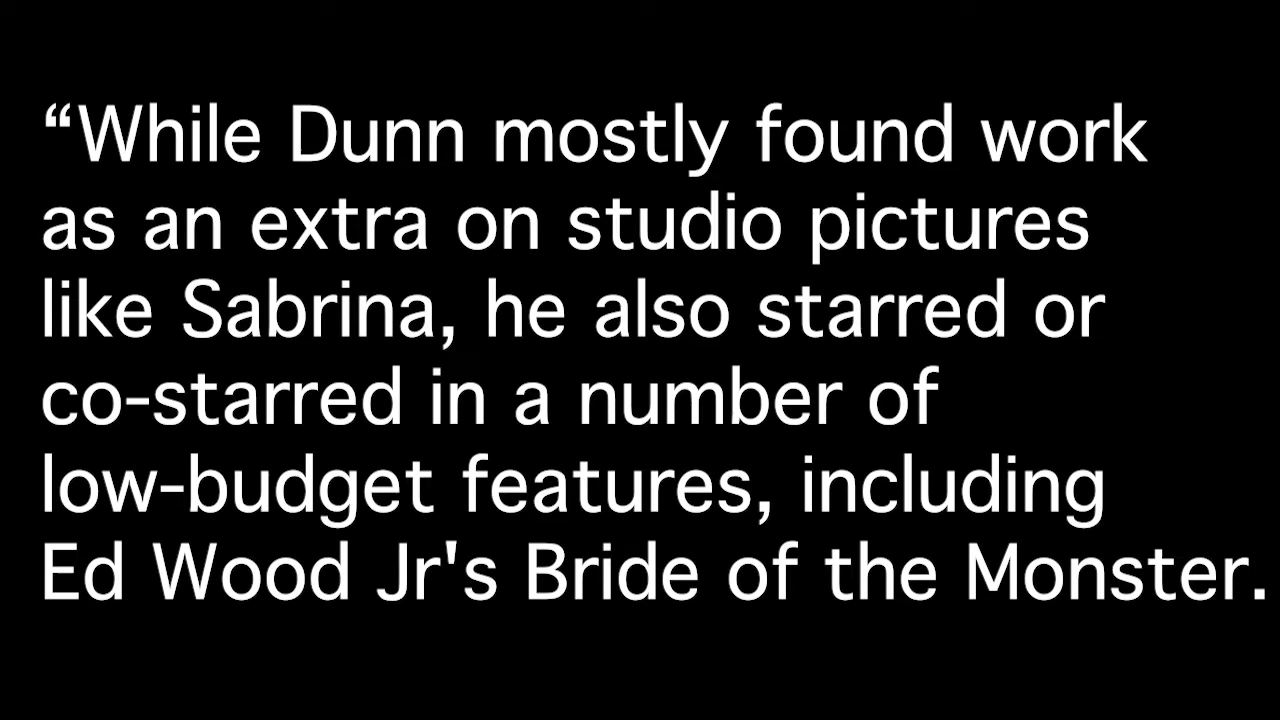 “While Dunn mostly found work
as an extra on studio pictures
like Sabrina, he also starred or
co-starred in a number of
low-budget features, including
Ed Wood Jr's Bride of the Monster.